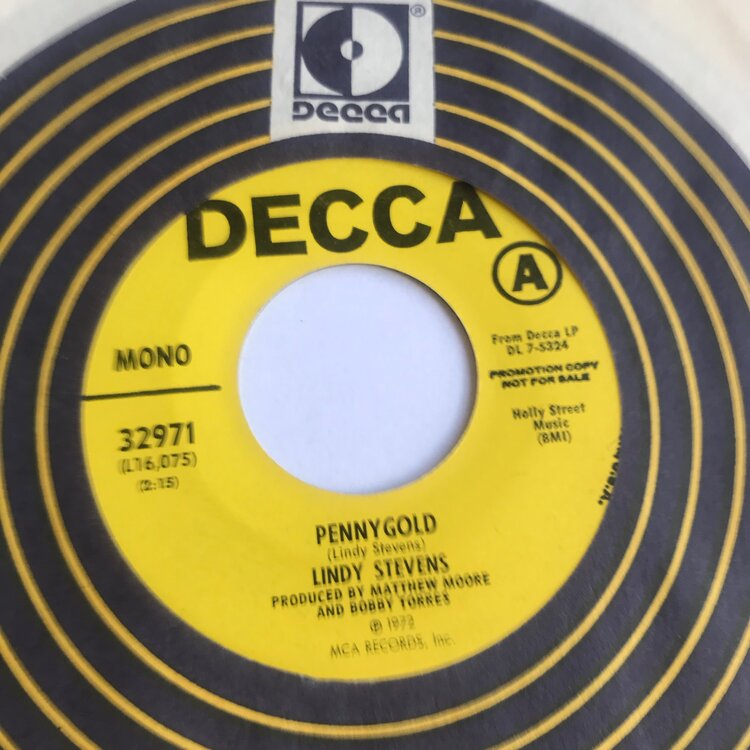 ®
DECCA
DECCA
A
MONO
32971
(L16,075)
(2:15)
From Decca LP
DL 7-5324
PROMOTION COPY
NOT FOR SALE
Holly Street
Music
(BMI)
PENNYGOLD
(Lindy Stevens)
LINDY STEVENS
PRODUCED BY MATTHEW MOORE
AND BOBBY TORRES
℗ 1972
MCA RECORDS, Inc.